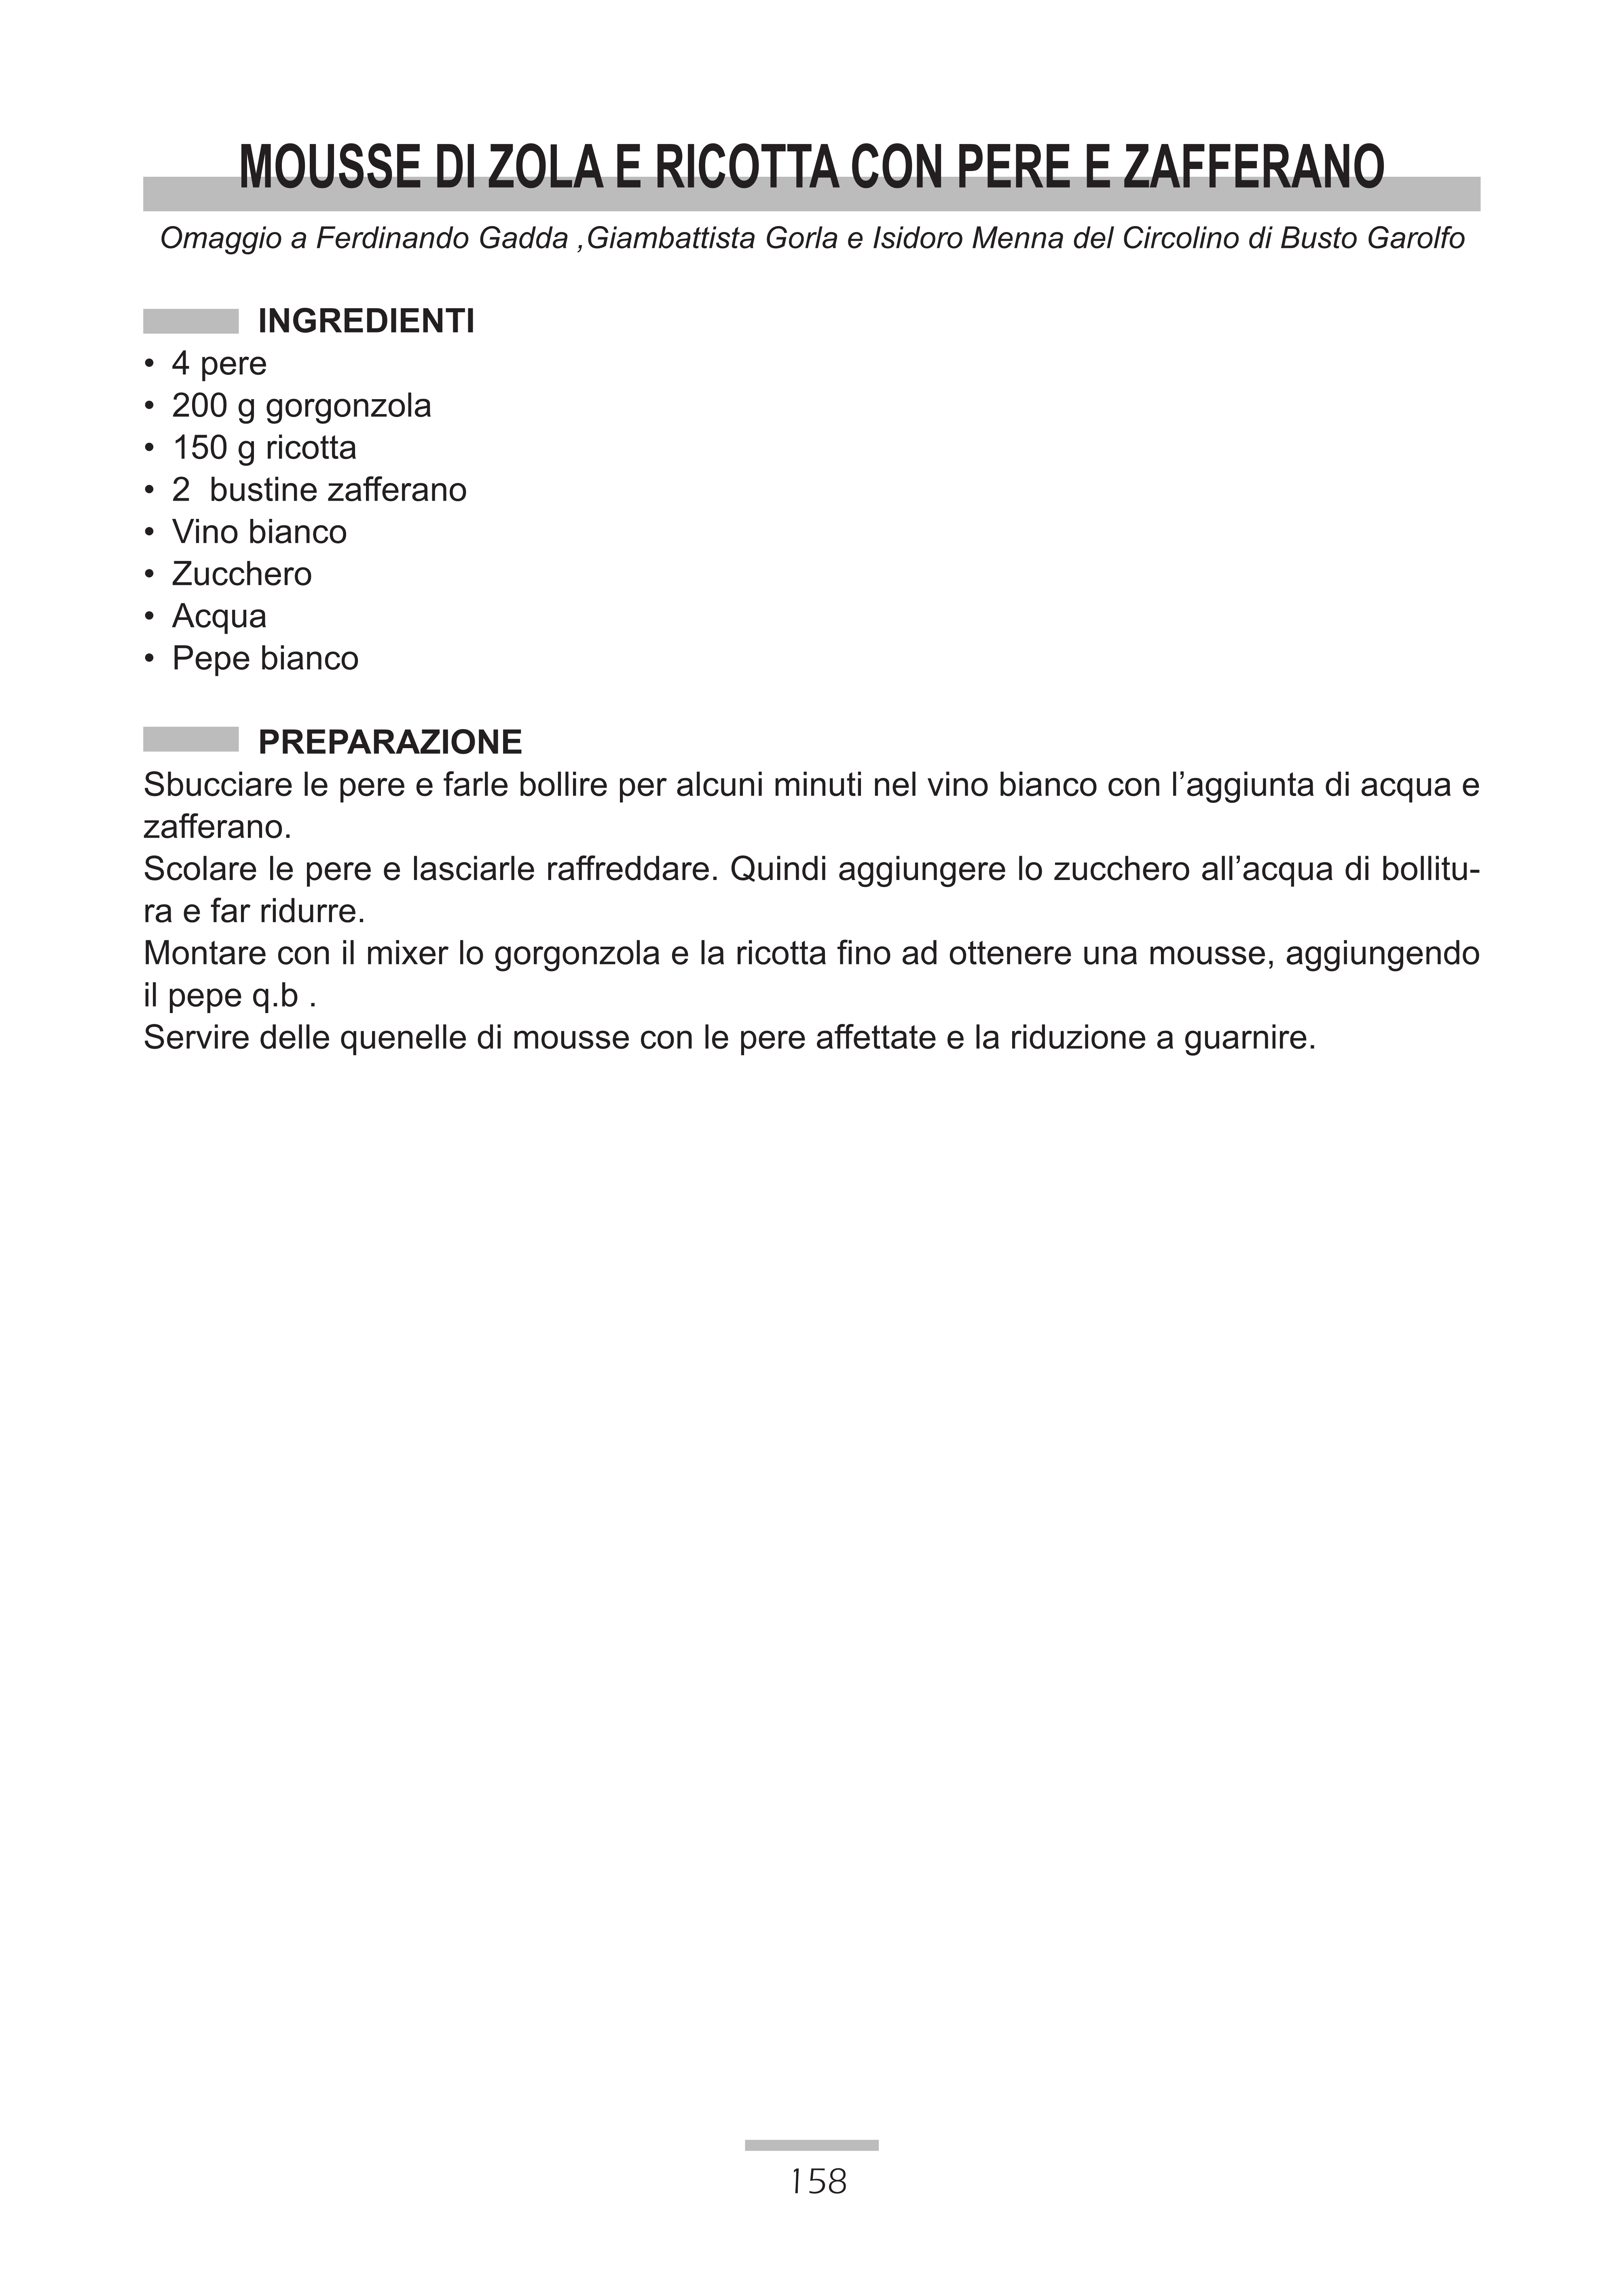 MOUSSE DI ZOLA E RICOTTA CON PERE E ZAFFERANO
Omaggio a Ferdinando Gadda ,Giambattista Gorla e Isidoro Menna del Circolino di Busto Garolfo
INGREDIENTI
• 4 pere
• 200 g gorgonzola
• 150 g ricotta
• 2  bustine zafferano
• Vino bianco
• Zucchero
• Acqua
• Pepe bianco
PREPARAZIONE
Sbucciare le pere e farle bollire per alcuni minuti nel vino bianco con l’aggiunta di acqua e
zafferano.
Scolare le pere e lasciarle raffreddare. Quindi aggiungere lo zucchero all’acqua di bollitu-
ra e far ridurre.
Montare con il mixer lo gorgonzola e la ricotta fino ad ottenere una mousse, aggiungendo
il pepe q.b .
Servire delle quenelle di mousse con le pere affettate e la riduzione a guarnire.
158